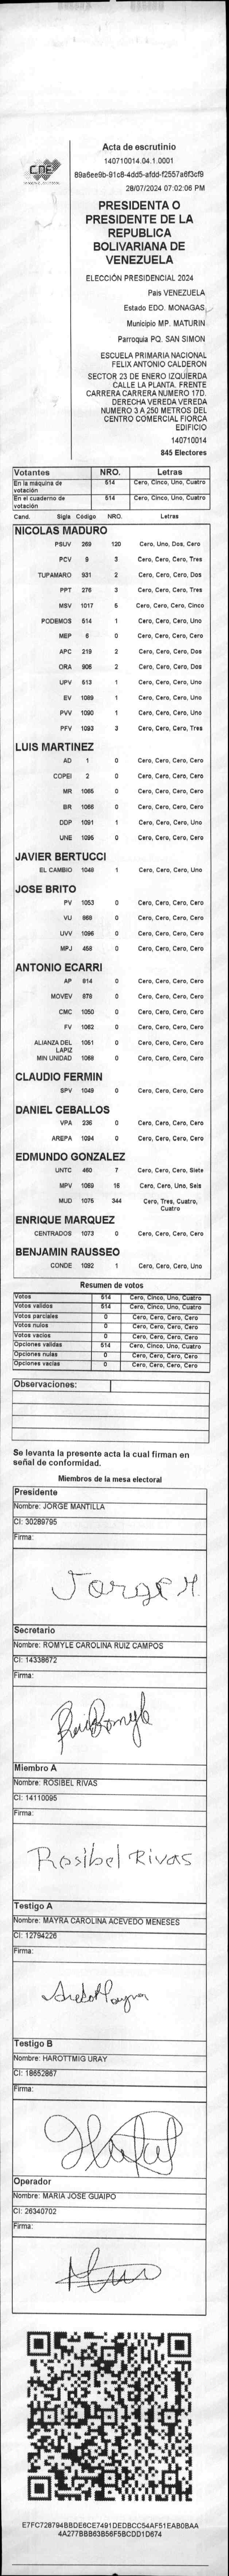 CNE
Acta de escrutinio
140710014.04.1.0001
89a6ee9b-91c8-4dd5-afdd-f2557a6f3cf9
28/07/2024 07:02:06 PM
PRESIDENTA O
PRESIDENTE DE LA
REPUBLICA
BOLIVARIANA DE
VENEZUELA
ELECCIÓN PRESIDENCIAL 2024
Pais VENEZUELA
Estado EDO. MONAGAS
Municipio MP. MATURIN
Parroquia PQ. SAN SIMON
ESCUELA PRIMARIA NACIONAL
FELIX ANTONIO CALDERON
SECTOR 23 DE ENERO IZQUIERDA
CALLE LA PLANTA. FRENTE
CARRERA CARRERA NUMERO 17D.
DERECHA VEREDA VEREDA
NUMERO 3 A 250 METROS DEL
CENTRO COMERCIAL FIORCA
EDIFICIO
140710014
845 Electores
Votantes NRO. Letras
En la máquina de votación 514 Cero, Cinco, Uno, Cuatro
En el cuaderno de votación 514 Cero, Cinco, Uno, Cuatro
Cand. Sigla Código NRO. Letras
NICOLAS MADURO
PSUV 269 120 Cero, Uno, Dos, Cero
PCV 9 3 Cero, Cero, Cero, Tres
TUPAMARO 931 2 Cero, Cero, Cero, Dos
PPT 276 3 Cero, Cero, Cero, Tres
MSV 1017 5 Cero, Cero, Cero, Cinco
PODEMOS 514 1 Cero, Cero, Cero, Uno
MEP 6 0 Cero, Cero, Cero, Cero
APC 219 2 Cero, Cero, Cero, Dos
ORA 906 2 Cero, Cero, Cero, Dos
UPV 513 1 Cero, Cero, Cero, Uno
EV 1089 1 Cero, Cero, Cero, Uno
PVV 1090 1 Cero, Cero, Cero, Uno
PFV 1093 3 Cero, Cero, Cero, Tres
LUIS MARTINEZ
AD 1 0 Cero, Cero, Cero, Cero
COPEI 2 0 Cero, Cero, Cero, Cero
MR 1065 0 Cero, Cero, Cero, Cero
BR 1066 0 Cero, Cero, Cero, Cero
DDP 1091 1 Cero, Cero, Cero, Uno
UNE 1095 0 Cero, Cero, Cero, Cero
JAVIER BERTUCCI
EL CAMBIO 1048 1 Cero, Cero, Cero, Uno
JOSE BRITO
PV 1053 0 Cero, Cero, Cero, Cero
VU 868 0 Cero, Cero, Cero, Cero
UVV 1096 0 Cero, Cero, Cero, Cero
MPJ 458 0 Cero, Cero, Cero, Cero
ANTONIO ECARRI
AP 814 0 Cero, Cero, Cero, Cero
MOVEV 878 0 Cero, Cero, Cero, Cero
CMC 1050 0 Cero, Cero, Cero, Cero
FV 1062 0 Cero, Cero, Cero, Cero
ALIANZA DEL LAPIZ 1051 0 Cero, Cero, Cero, Cero
MIN UNIDAD 1068 0 Cero, Cero, Cero, Cero
CLAUDIO FERMIN
SPV 1049 0 Cero, Cero, Cero, Cero
DANIEL CEBALLOS
VPA 236 0 Cero, Cero, Cero, Cero
AREPA 1094 0 Cero, Cero, Cero, Cero
EDMUNDO GONZALEZ
UNTC 460 7 Cero, Cero, Cero, Siete
MPV 1069 16 Cero, Cero, Uno, Seis
MUD 1075 344 Cero, Tres, Cuatro, Cuatro
ENRIQUE MARQUEZ
CENTRADOS 1073 0 Cero, Cero, Cero, Cero
BENJAMIN RAUSSEO
CONDE 1092 1 Cero, Cero, Cero, Uno
Resumen de votos
Votos 514 Cero, Cinco, Uno, Cuatro
Votos validos 514 Cero, Cinco, Uno, Cuatro
Votos parciales 0 Cero, Cero, Cero, Cero
Votos nulos 0 Cero, Cero, Cero, Cero
Votos vacios 0 Cero, Cero, Cero, Cero
Opciones validas 514 Cero, Cinco, Uno, Cuatro
Opciones nulas 0 Cero, Cero, Cero, Cero
Opciones vacias 0 Cero, Cero, Cero, Cero
Observaciones:
Se levanta la presente acta la cual firman en
señal de conformidad.
Miembros de la mesa electoral
Presidente
Nombre: JORGE MANTILLA
CI: 30289795
Firma:
Jorge M.
Secretario
Nombre: ROMYLE CAROLINA RUIZ CAMPOS
CI: 14338672
Firma:
Miembro A
Nombre: ROSIBEL RIVAS
CI: 14110095
Firma:
Rosibel Rivas
Testigo A
Nombre: MAYRA CAROLINA ACEVEDO MENESES
CI: 12794226
Firma:
Testigo B
Nombre: HAROTTMIG URAY
CI: 18652867
Firma:
Operador
Nombre: MARIA JOSE GUAIPO
CI: 26340702
Firma:
E7FC728794BBDE6CE7491DEDBCC54AF51EAB0BAA
4A277BBB63B56F5BCDD1D674